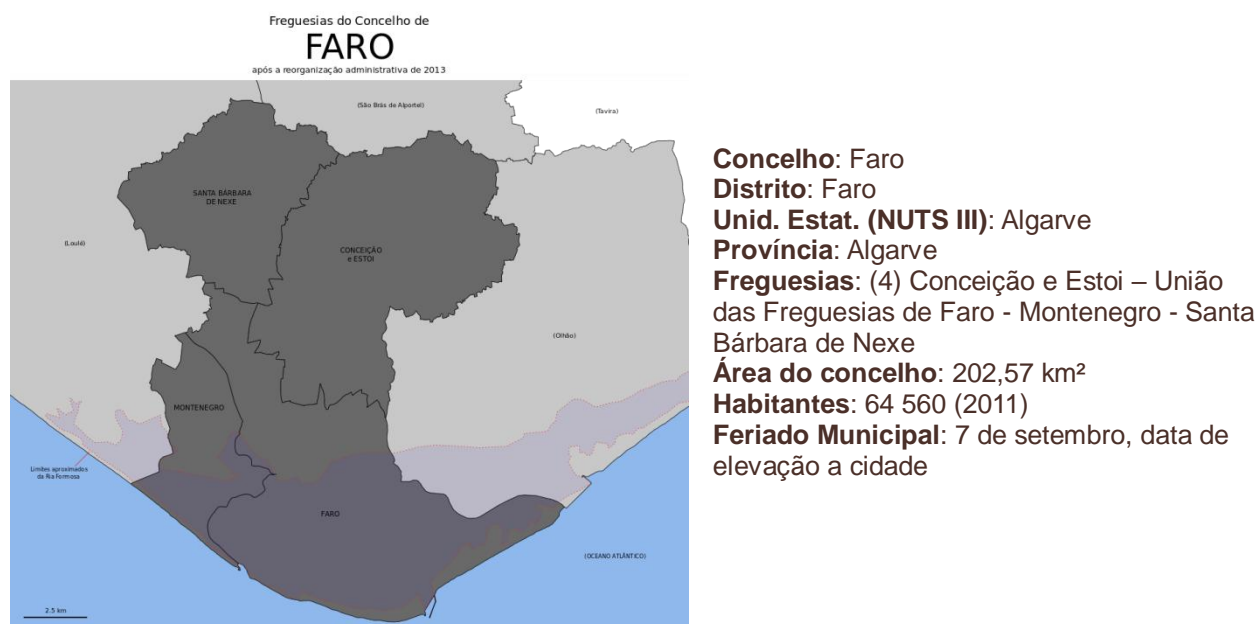 Freguesias do Concelho de
FARO
após a reorganização administrativa de 2013
(São Brás de Alportel)
(Tavira)
SANTA BÁRBARA
DE NEXE
(Loulé)
CONCEIÇÃO
e ESTOI
(Olhão)
MONTENEGRO
Limites aproximados
da Ria Formosa
FARO
(OCEANO ATLÂNTICO)
2.5 km
Concelho: Faro
Distrito: Faro
Unid. Estat. (NUTS III): Algarve
Província: Algarve
Freguesias: (4) Conceição e Estoi – União
das Freguesias de Faro - Montenegro - Santa
Bárbara de Nexe
Área do concelho: 202,57 km²
Habitantes: 64 560 (2011)
Feriado Municipal: 7 de setembro, data de
elevação a cidade